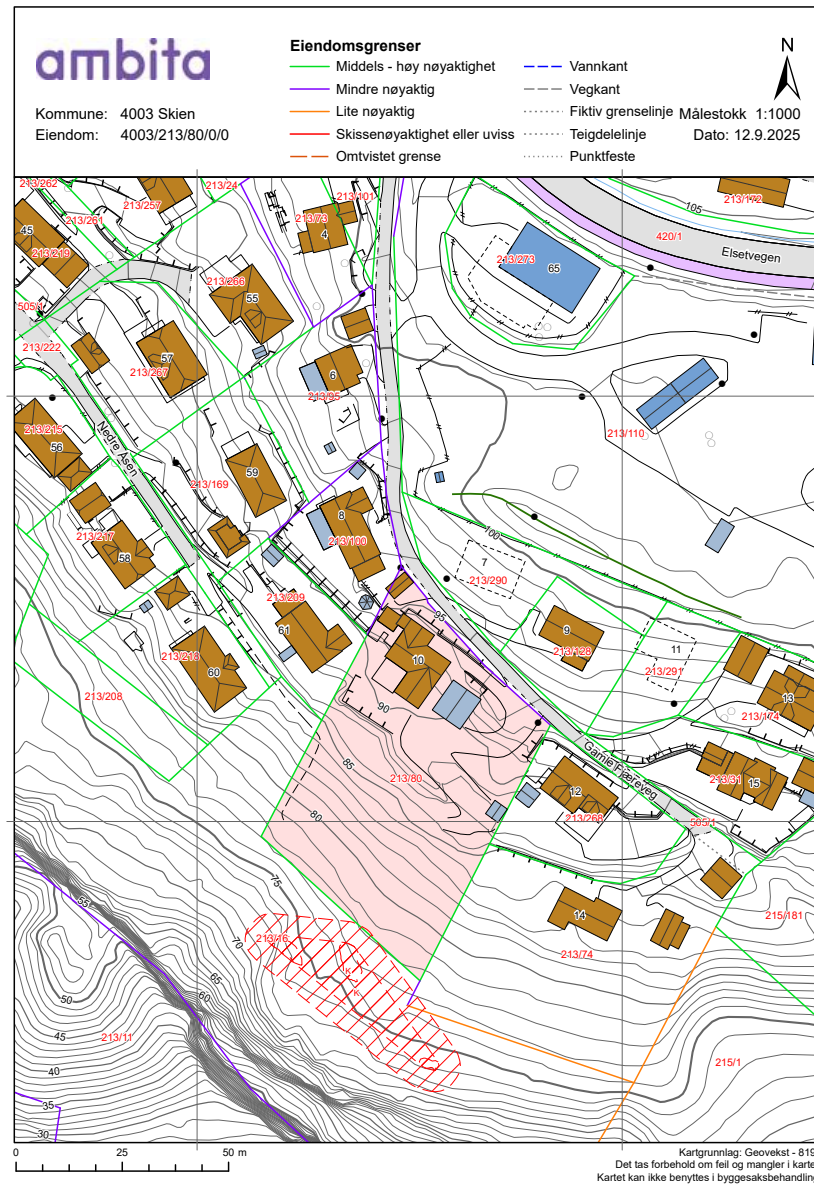 ambita
Kommune: 4003 Skien
Eiendom: 4003/213/80/0/0
Eiendomsgrenser
Middels - høy nøyaktighet
Mindre nøyaktig
Lite nøyaktig
Skissenøyaktighet eller uviss
Omtvistet grense
Vannkant
Vegkant
Fiktiv grenselinje
Teigdelelinje
Punktfeste
N
Målestokk 1:1000
Dato: 12.9.2025
213/262
213/257
213/24
213/101
213/172
213/261
213/73
105
45
4
420/1
213/219
Elsetvegen
213/273
65
213/266
55
505/1
213/222
57
213/267
6
213/95
213/215
56
Nedre Åsen
213/110
59
213/169
8
100
213/217
58
213/100
7
213/290
213/209
95
61
9
213/128
11
213/218
60
10
213/291
213/208
13
90
213/174
85
213/80
Gamle Fjæreveg
213/31
15
12
80
213/268
505/1
75
55
14
215/181
70
213/16
213/74
K
65
K
50
60
45
213/11
215/1
40
35
30
0 25 50 m
Kartgrunnlag: Geovekst - 819
Det tas forbehold om feil og mangler i karte
Kartet kan ikke benyttes i byggesaksbehandling